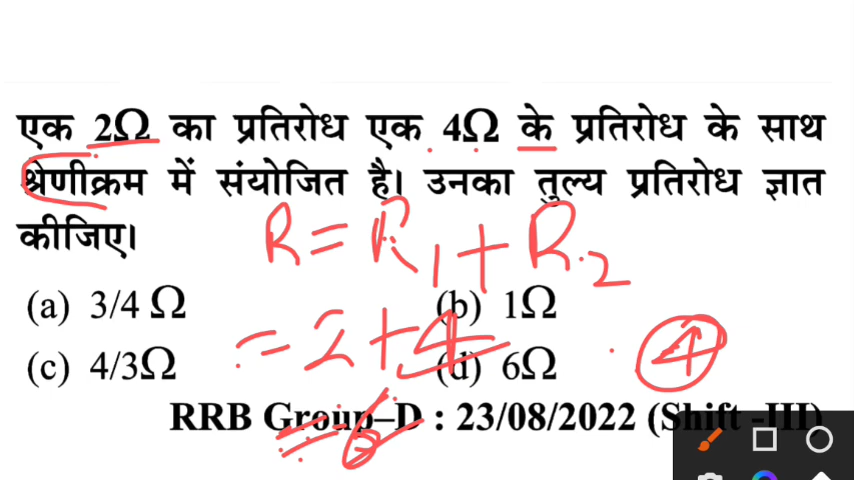 एक 2Ω का प्रतिरोध एक 4Ω के प्रतिरोध के साथ
श्रेणीक्रम में संयोजित है। उनका तुल्य प्रतिरोध ज्ञात
कीजिए।
R = R₁ + R₂
(a) 3/4 Ω (b) 1Ω
= 2 + 4
(c) 4/3Ω (d) 6Ω
4
RRB Group–D : 23/08/2022 (Shift -III)
= 6